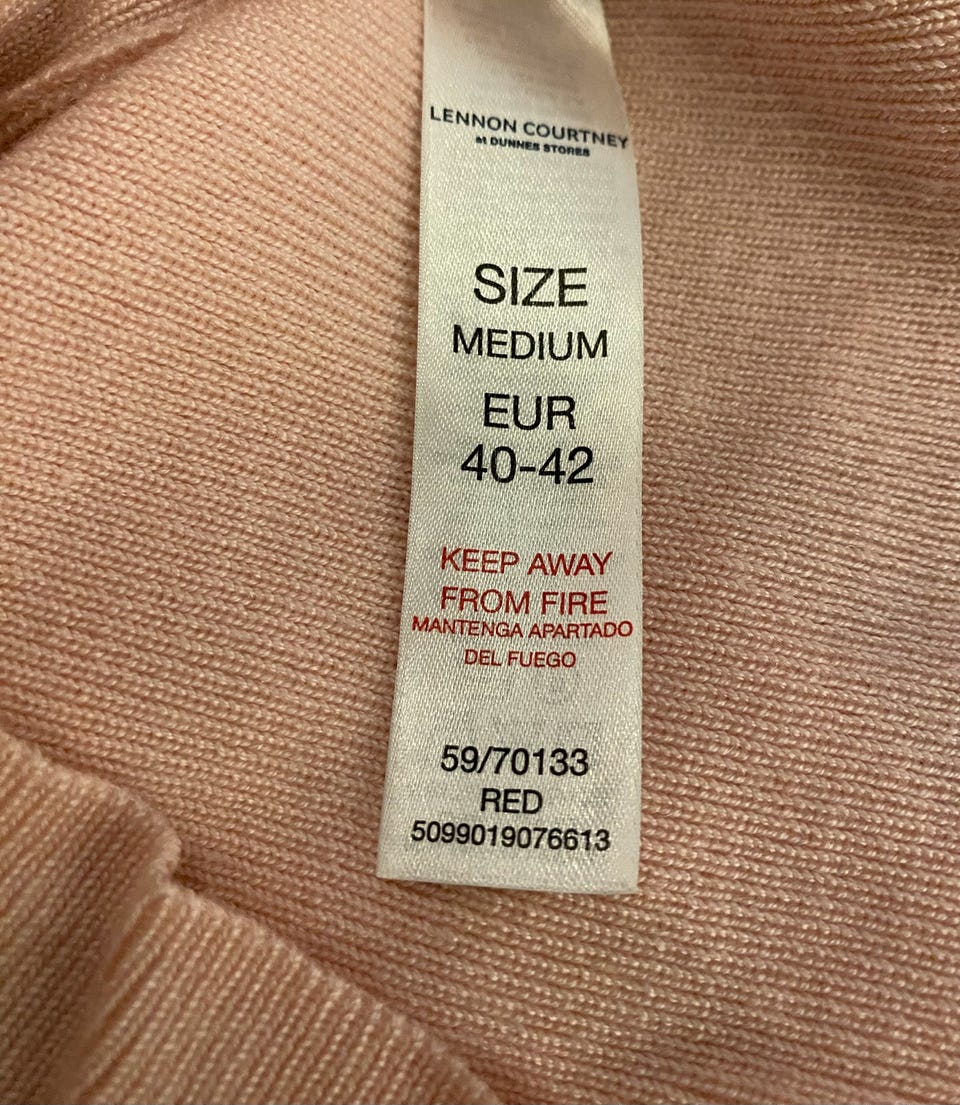 LENNON COURTNEY
at DUNNES STORES
SIZE
MEDIUM
EUR
40-42
KEEP AWAY
FROM FIRE
MANTENGA APARTADO
DEL FUEGO
59/70133
RED
5099019076613